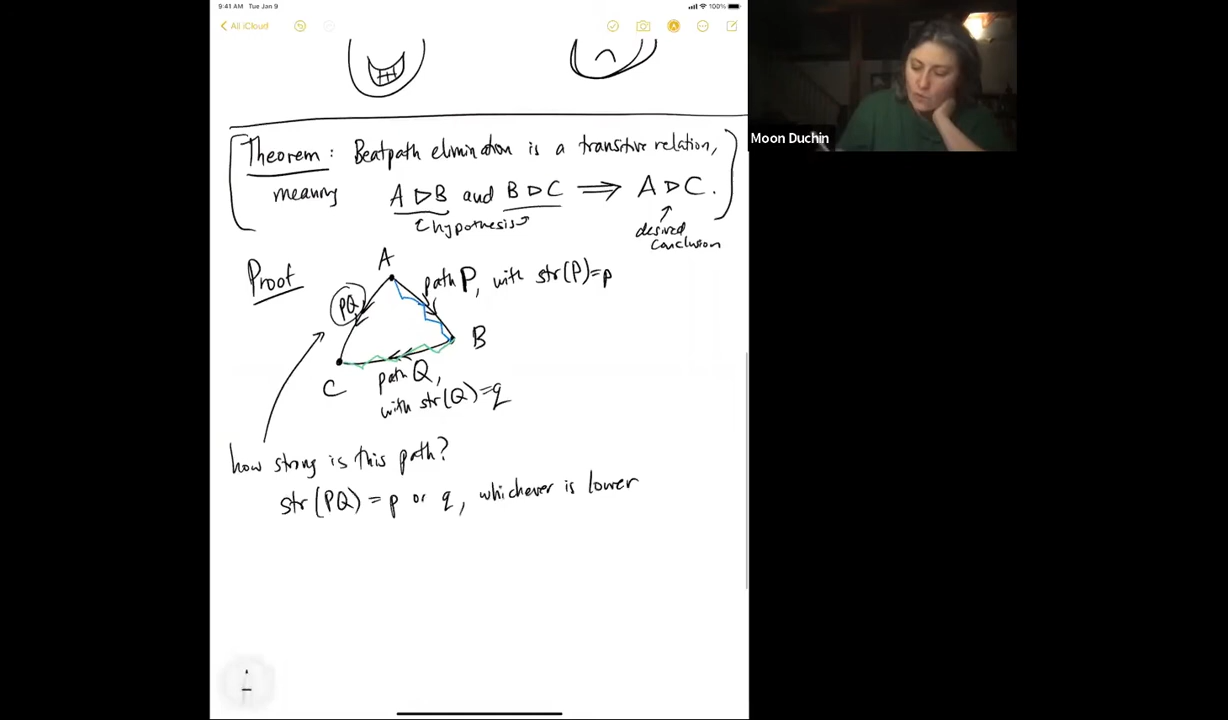 9:41 AM Tue Jan 9
100%
All iCloud
Moon Duchin
Theorem: Beatpath elimination is a transitive relation,
meaning A ▷ B and B ▷ C ⟹ A ▷ C.
hypothesis
desired conclusion
Proof
A
path P, with str(P)=p
PQ
B
C
path Q,
with str(Q)=q
how strong is this path?
str(PQ) = p or q, whichever is lower